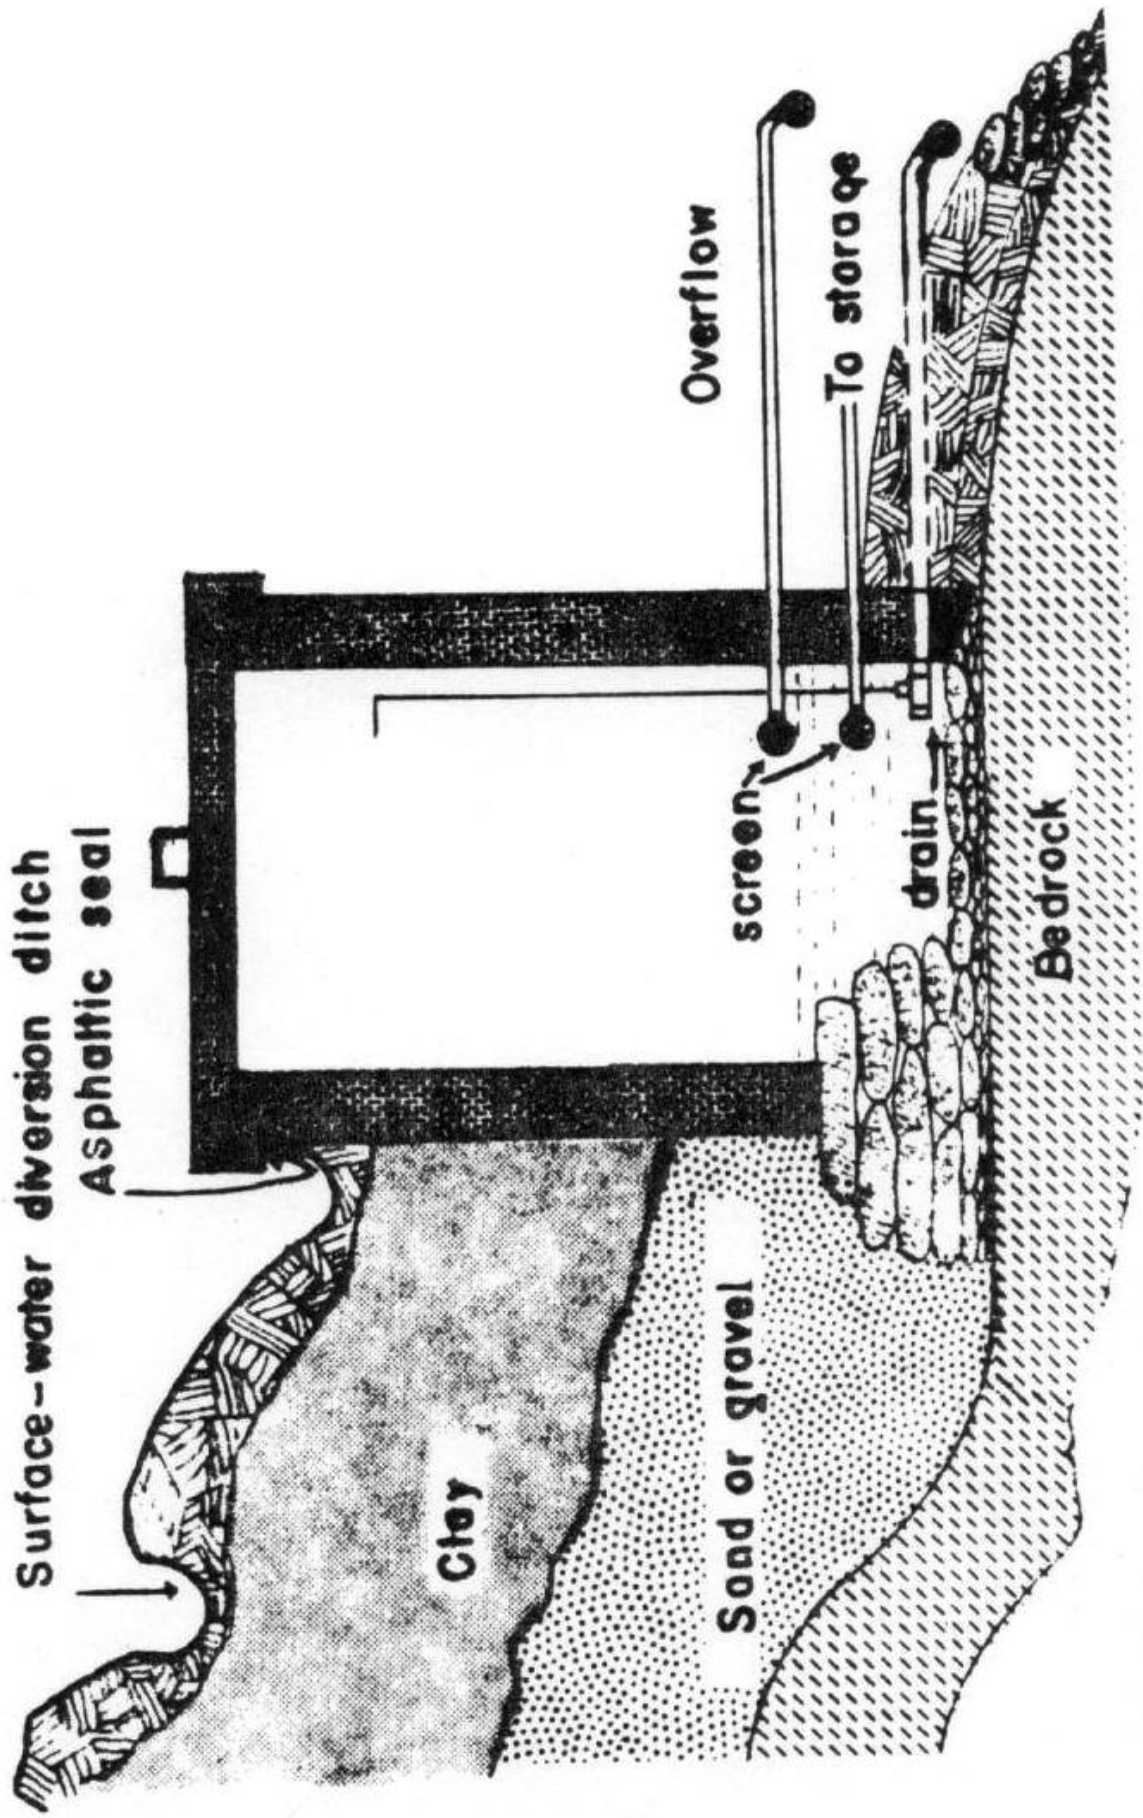 Surface-water diversion ditch
Asphaltic seal
Overflow
To storage
screen
drain
Clay
Sand or gravel
Bedrock